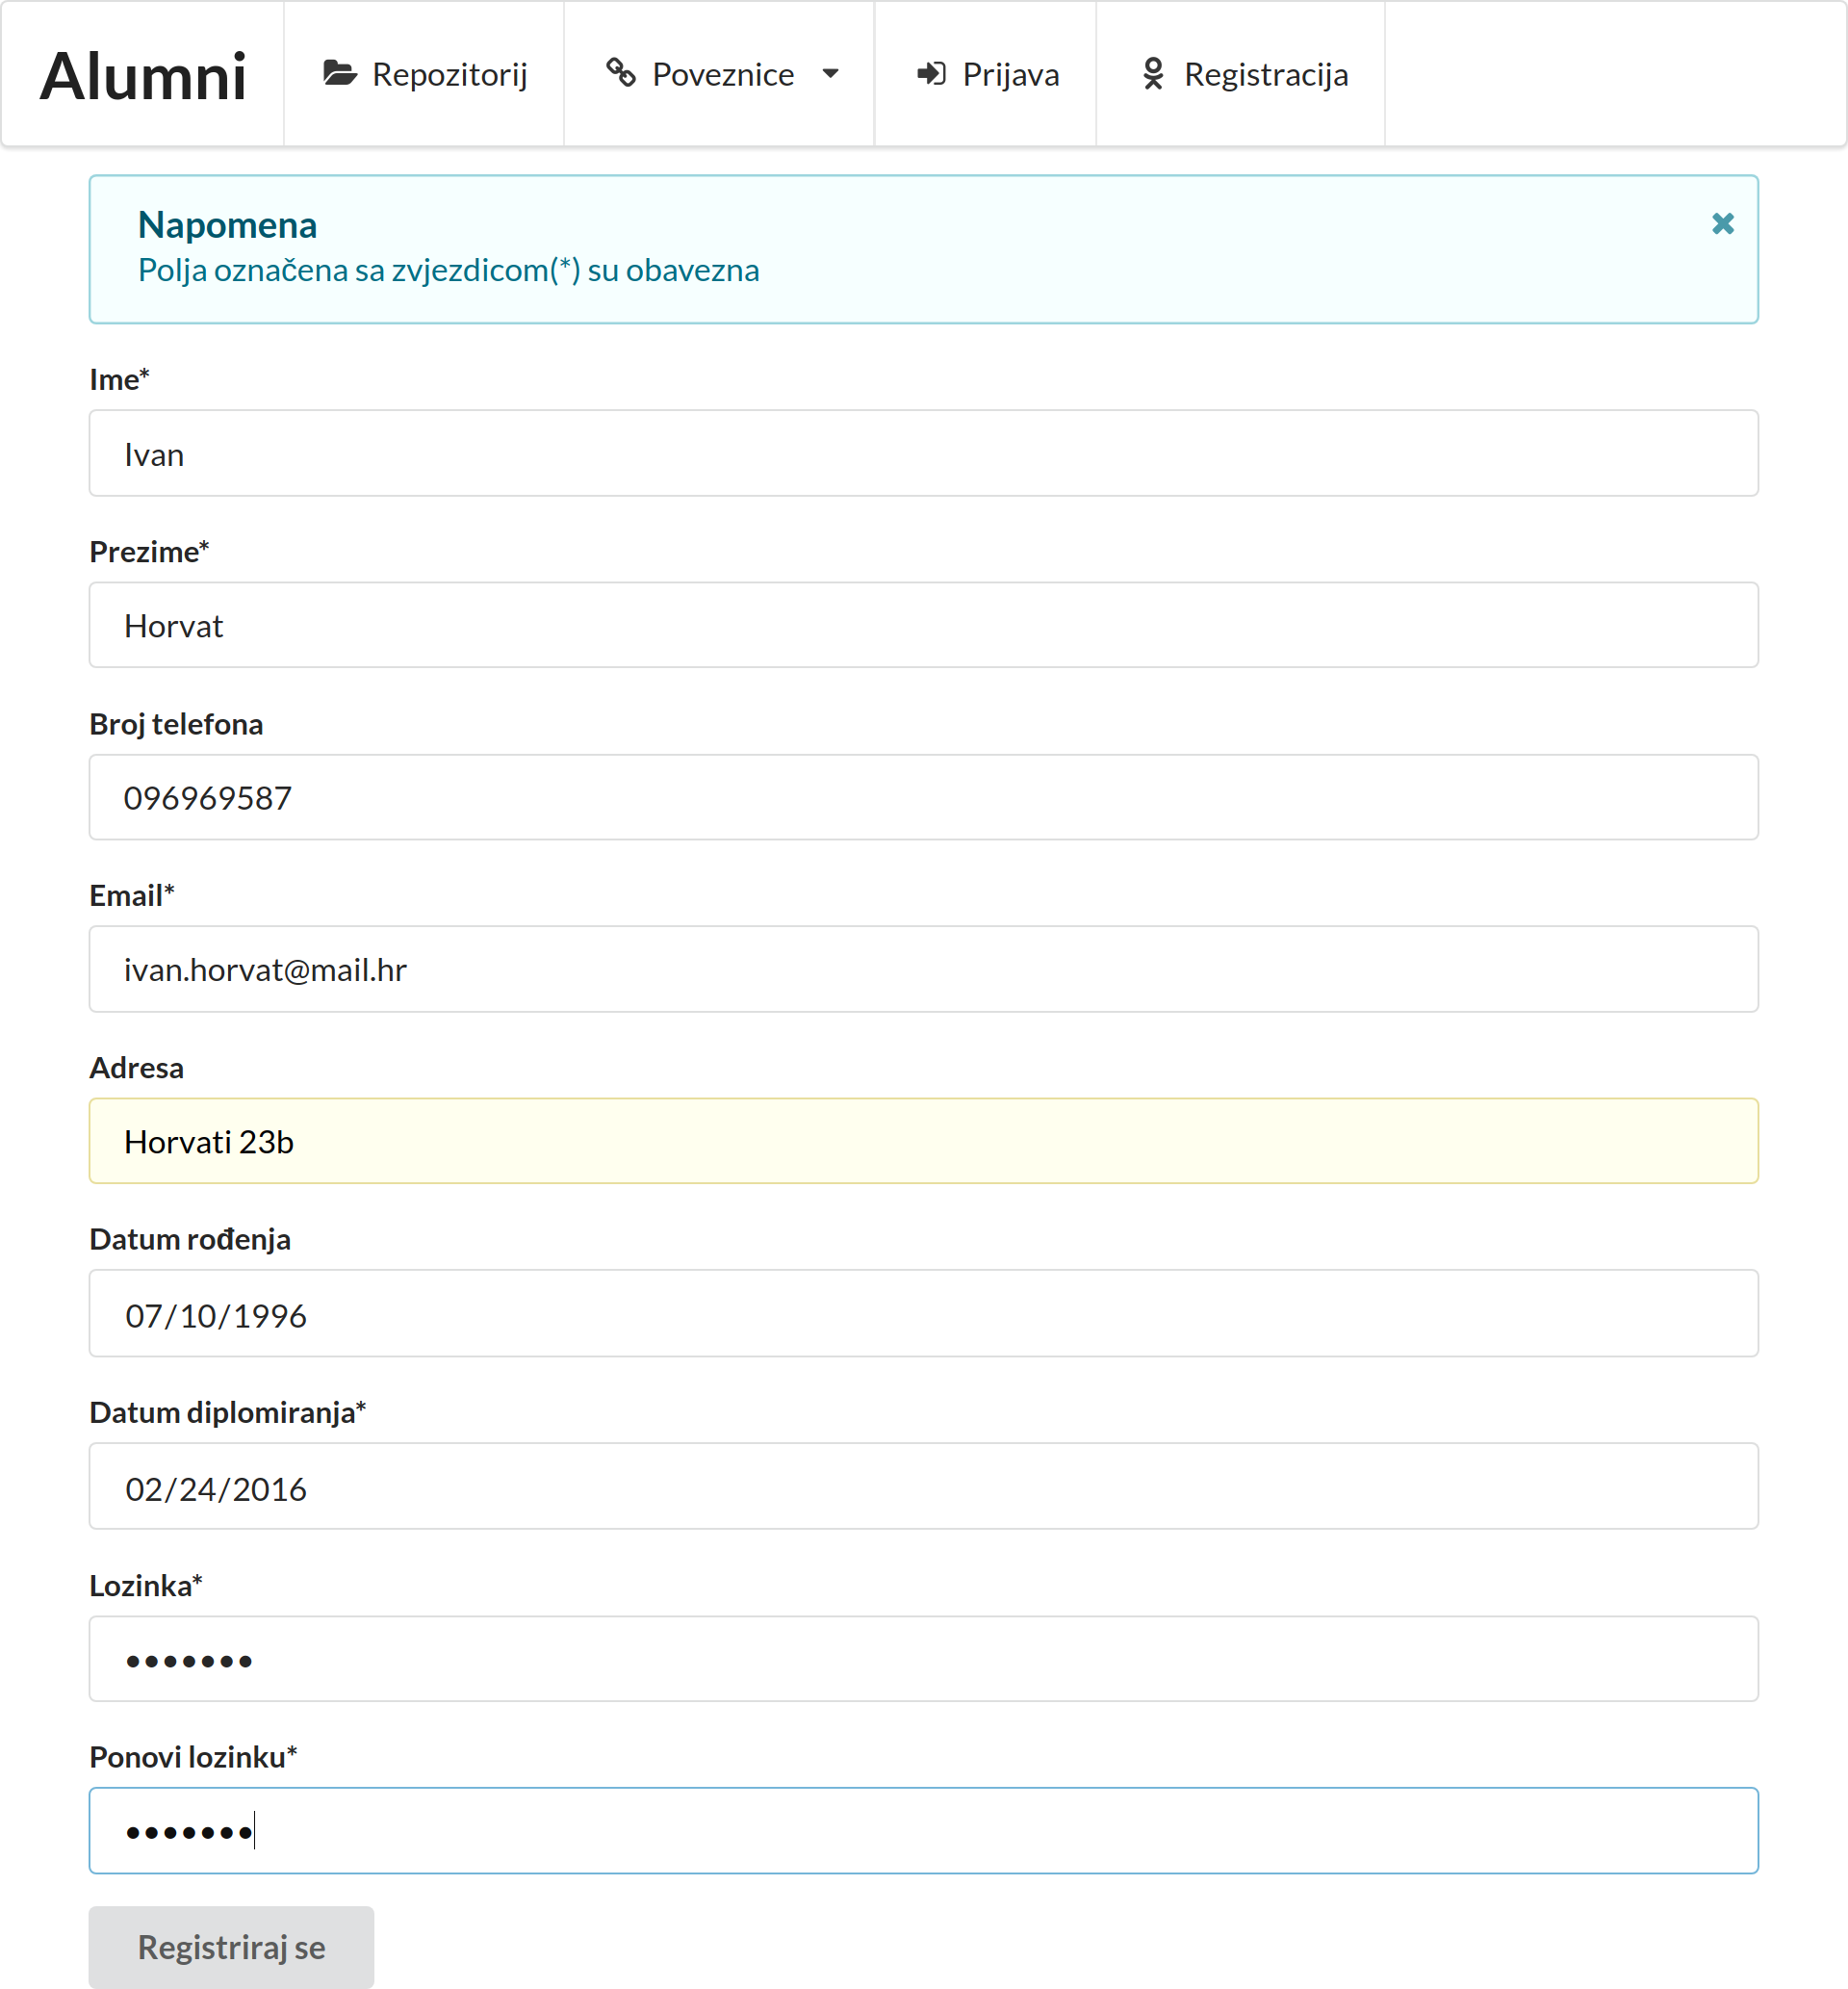 Alumni Repozitorij Poveznice Prijava Registracija
Napomena
Polja označena sa zvjezdicom(*) su obavezna
Ime*
Ivan
Prezime*
Horvat
Broj telefona
096969587
Email*
ivan.horvat@mail.hr
Adresa
Horvati 23b
Datum rođenja
07/10/1996
Datum diplomiranja*
02/24/2016
Lozinka*
•••••••
Ponovi lozinku*
•••••••
Registriraj se